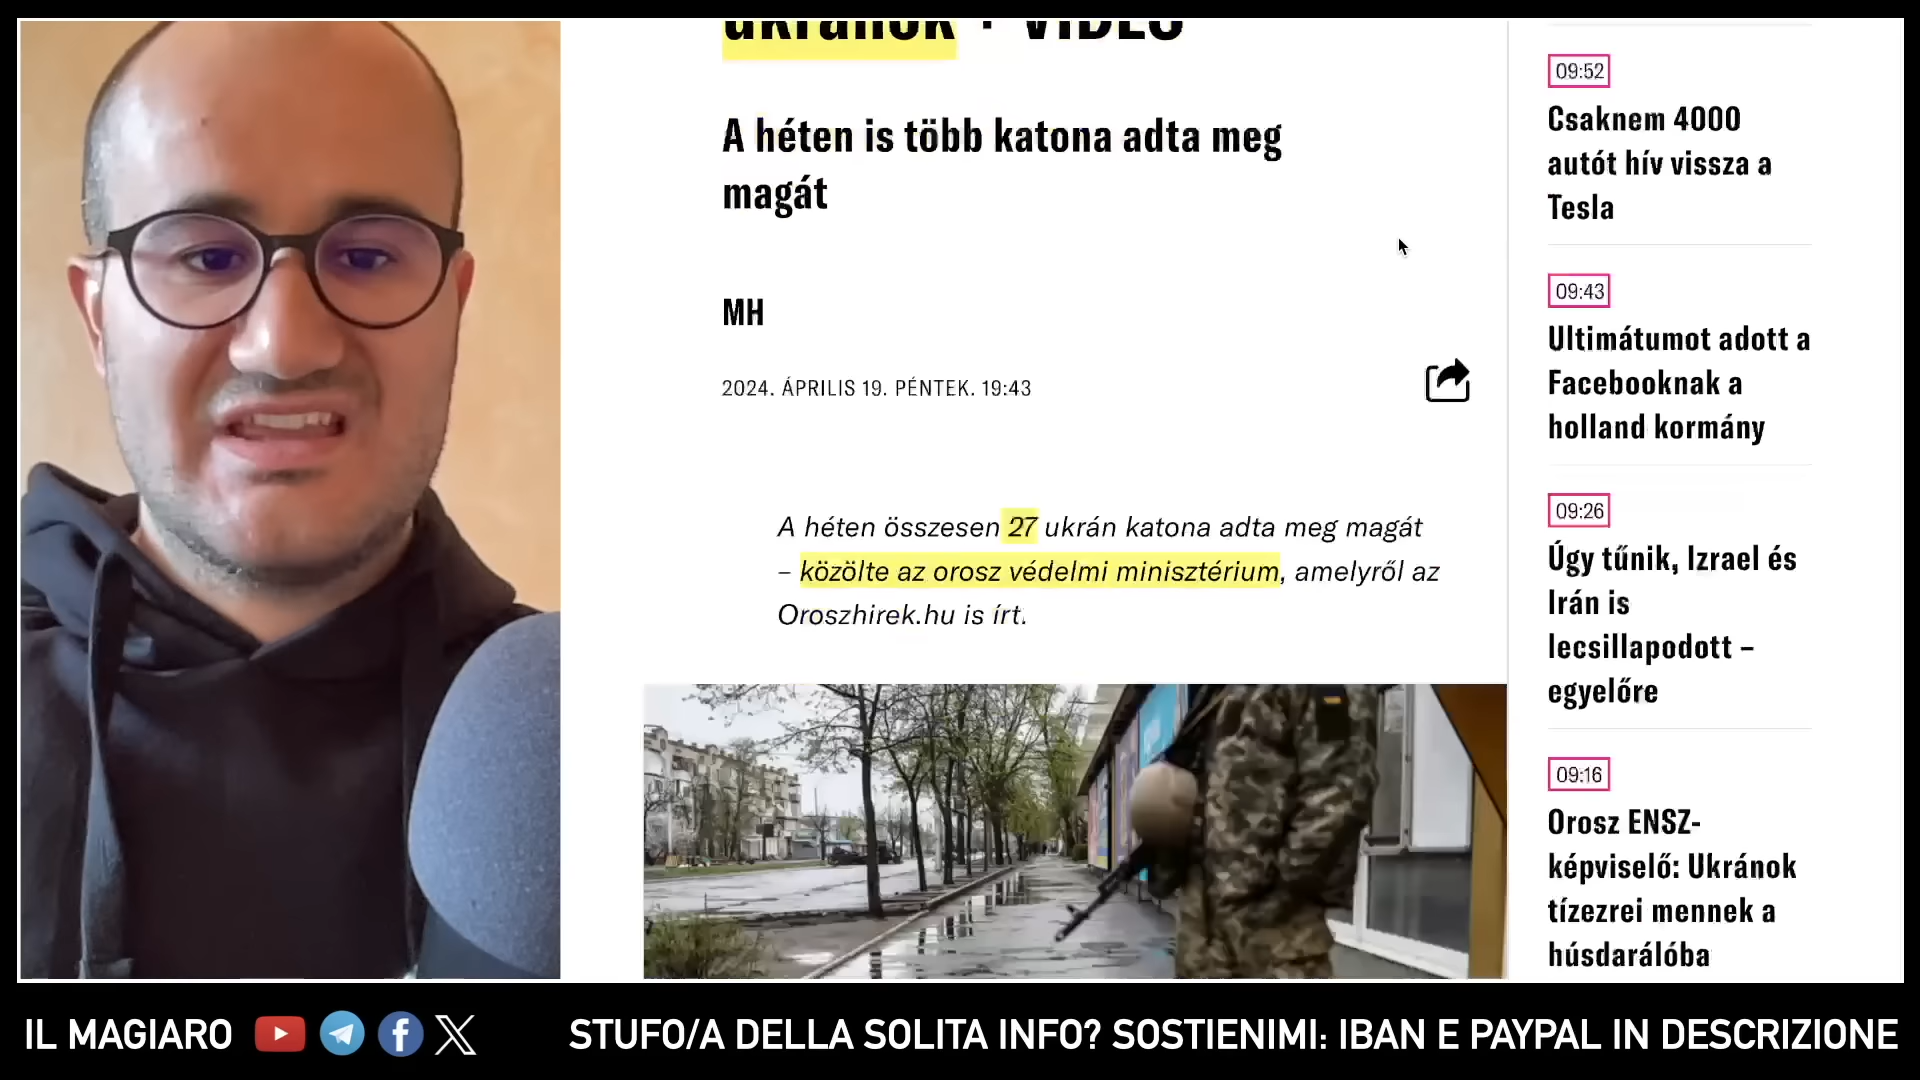 ukránok + VIDEÓ
A héten is több katona adta meg
magát
MH
2024. ÁPRILIS 19. PÉNTEK. 19:43
A héten összesen 27 ukrán katona adta meg magát
– közölte az orosz védelmi minisztérium, amelyről az
Oroszhirek.hu is írt.
09:52
Csaknem 4000
autót hív vissza a
Tesla
09:43
Ultimátumot adott a
Facebooknak a
holland kormány
09:26
Úgy tűnik, Izrael és
Irán is
lecsillapodott –
egyelőre
09:16
Orosz ENSZ-
képviselő: Ukránok
tízezrei mennek a
húsdarálóba
IL MAGIARO
STUFO/A DELLA SOLITA INFO? SOSTIENIMI: IBAN E PAYPAL IN DESCRIZIONE